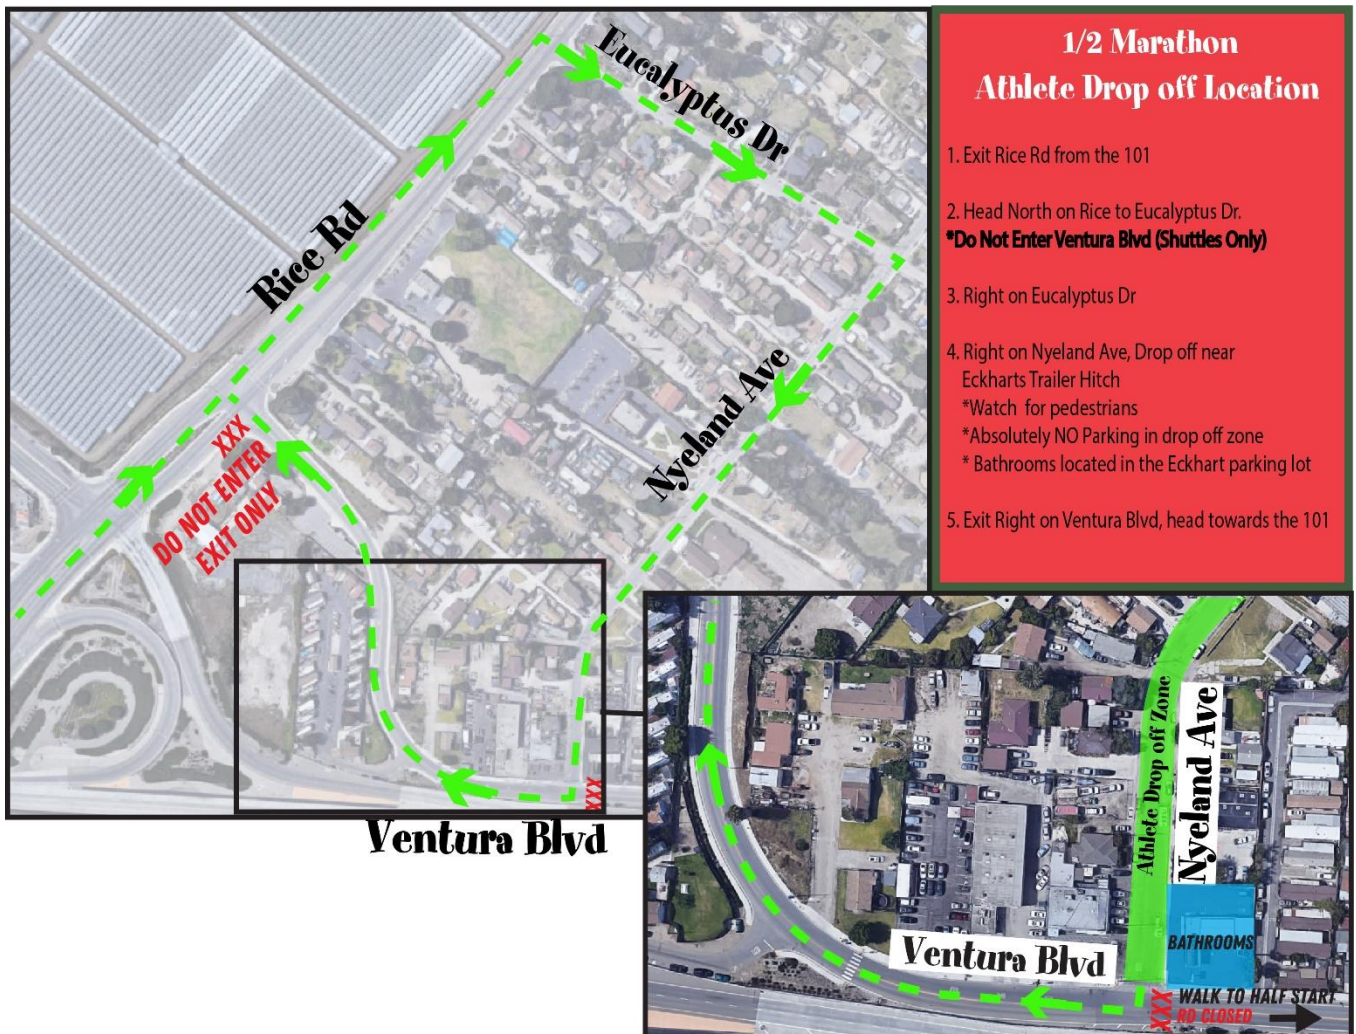 1/2 Marathon
Athlete Drop off Location
1. Exit Rice Rd from the 101
2. Head North on Rice to Eucalyptus Dr.
*Do Not Enter Ventura Blvd (Shuttles Only)
3. Right on Eucalyptus Dr
4. Right on Nyeland Ave, Drop off near
Eckharts Trailer Hitch
*Watch for pedestrians
*Absolutely NO Parking in drop off zone
* Bathrooms located in the Eckhart parking lot
5. Exit Right on Ventura Blvd, head towards the 101
Eucalyptus Dr
Rice Rd
Nyeland Ave
XXX
DO NOT ENTER
EXIT ONLY
XXX
Ventura Blvd
Athlete Drop off Zone
Nyeland Ave
BATHROOMS
Ventura Blvd
XXX
WALK TO HALF START
RD CLOSED